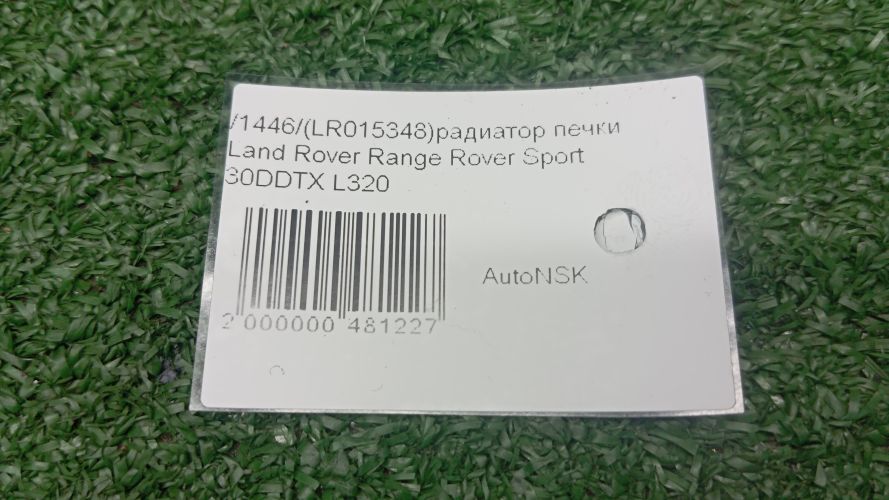 /1446/(LR015348)радиатор печки
Land Rover Range Rover Sport
30DDTX L320
AutoNSK
2 000000 481227